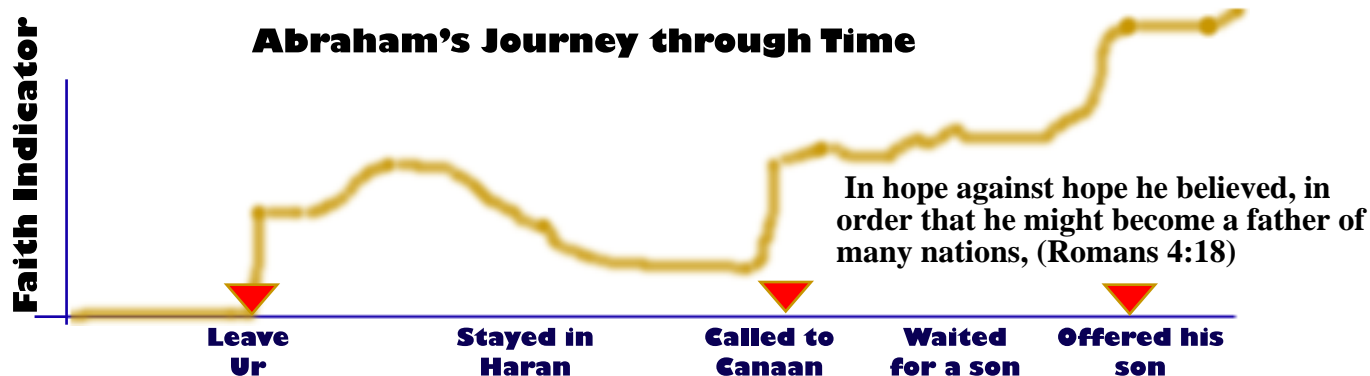 Abraham's Journey through Time
Faith Indicator
In hope against hope he believed, in
order that he might become a father of
many nations, (Romans 4:18)
Leave
Ur
Stayed in
Haran
Called to
Canaan
Waited
for a son
Offered his
son